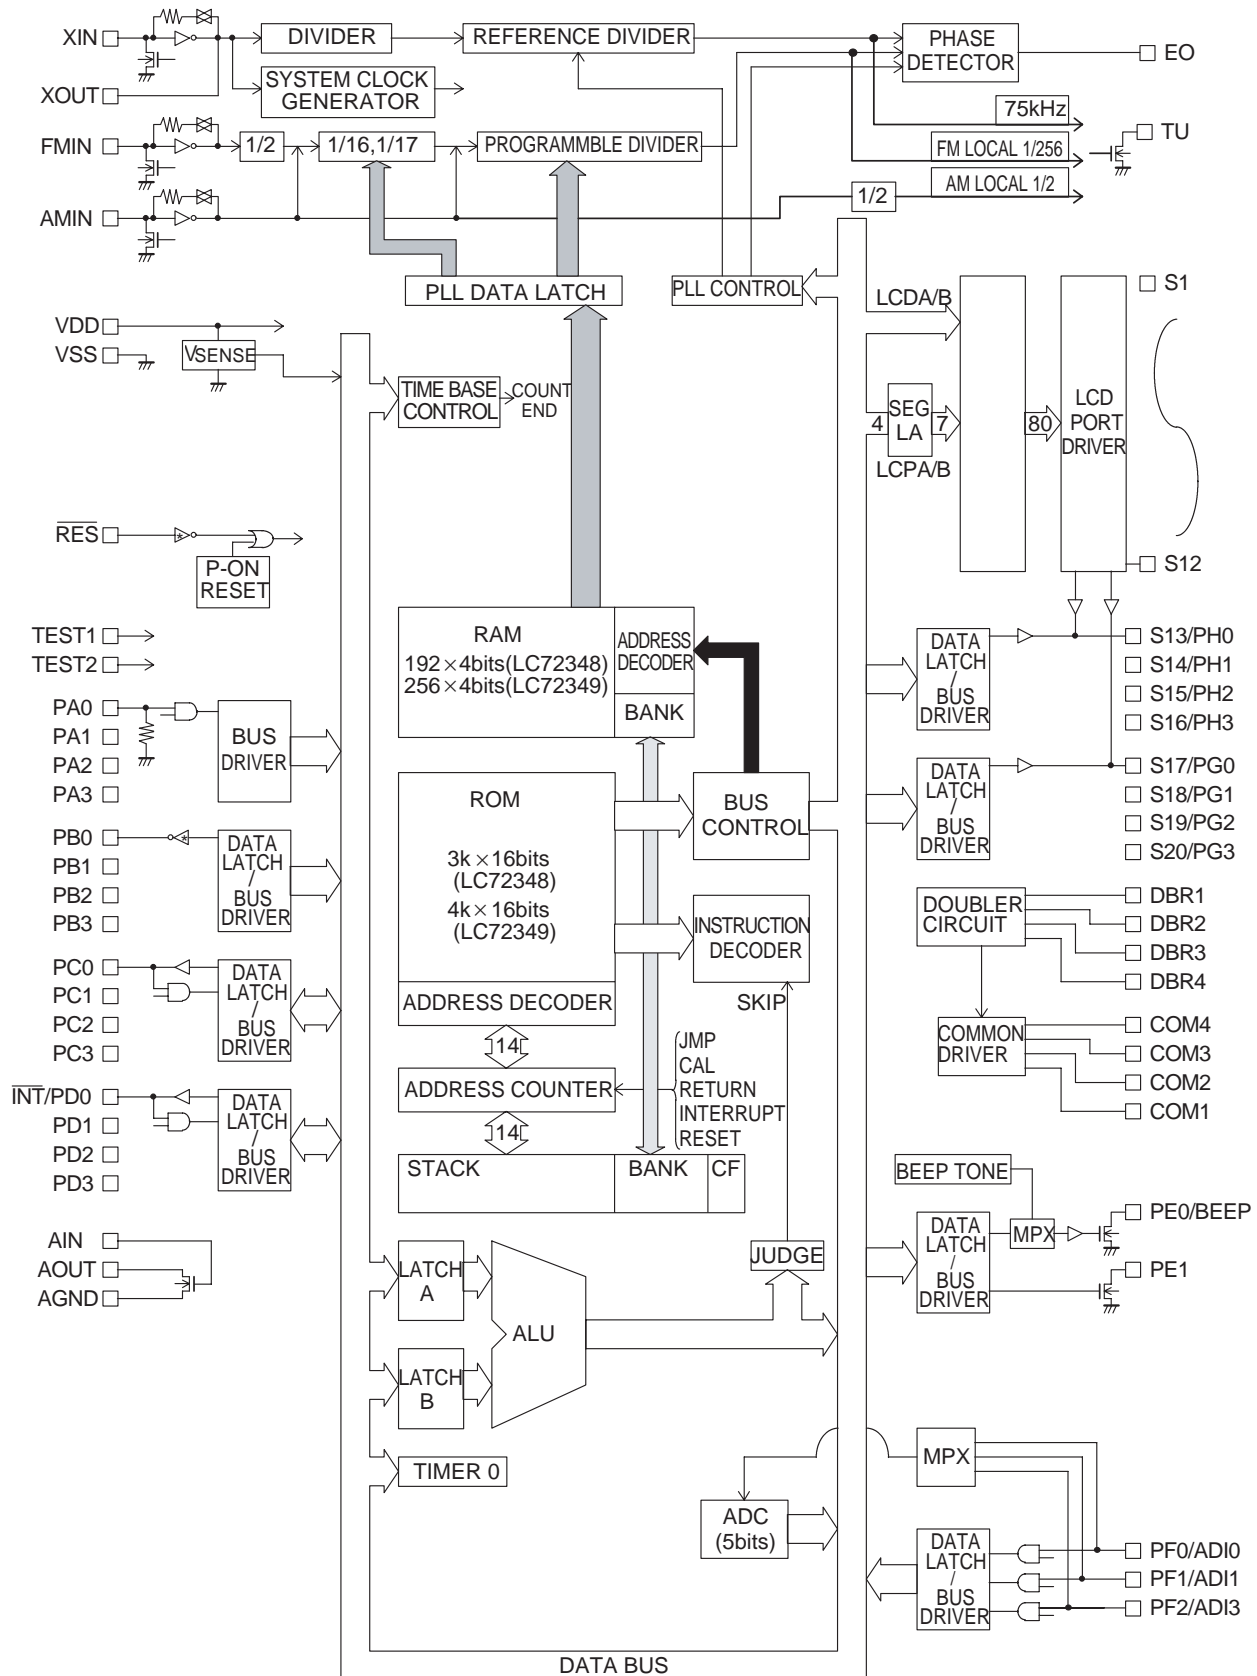 XIN
DIVIDER
REFERENCE DIVIDER
PHASE
DETECTOR
EO
XOUT
SYSTEM CLOCK
GENERATOR
75kHz
TU
FMIN
1/2
1/16,1/17
PROGRAMMBLE DIVIDER
FM LOCAL 1/256
AM LOCAL 1/2
AMIN
1/2
PLL DATA LATCH
PLL CONTROL
LCDA/B
S1
VDD
VSS
VSENSE
TIME BASE
CONTROL
COUNT
END
4
SEG
LA
7
80
LCD
PORT
DRIVER
LCPA/B
RES
*
P-ON
RESET
S12
TEST1
TEST2
RAM
192×4bits(LC72348)
256×4bits(LC72349)
ADDRESS
DECODER
BANK
DATA
LATCH
/
BUS
DRIVER
S13/PH0
S14/PH1
S15/PH2
S16/PH3
PA0
PA1
PA2
PA3
BUS
DRIVER
ROM
3k×16bits
(LC72348)
4k×16bits
(LC72349)
ADDRESS DECODER
BUS
CONTROL
DATA
LATCH
/
BUS
DRIVER
S17/PG0
S18/PG1
S19/PG2
S20/PG3
PB0
PB1
PB2
PB3
*
DATA
LATCH
/
BUS
DRIVER
INSTRUCTION
DECODER
SKIP
DOUBLER
CIRCUIT
DBR1
DBR2
DBR3
DBR4
PC0
PC1
PC2
PC3
DATA
LATCH
/
BUS
DRIVER
14
ADDRESS COUNTER
JMP
CAL
RETURN
INTERRUPT
RESET
COMMON
DRIVER
COM4
COM3
COM2
COM1
INT/PD0
PD1
PD2
PD3
DATA
LATCH
/
BUS
DRIVER
14
STACK
BANK
CF
BEEP TONE
DATA
LATCH
/
BUS
DRIVER
MPX
PE0/BEEP
PE1
AIN
AOUT
AGND
LATCH
A
LATCH
B
ALU
JUDGE
TIMER 0
MPX
ADC
(5bits)
DATA
LATCH
/
BUS
DRIVER
PF0/ADI0
PF1/ADI1
PF2/ADI3
DATA BUS